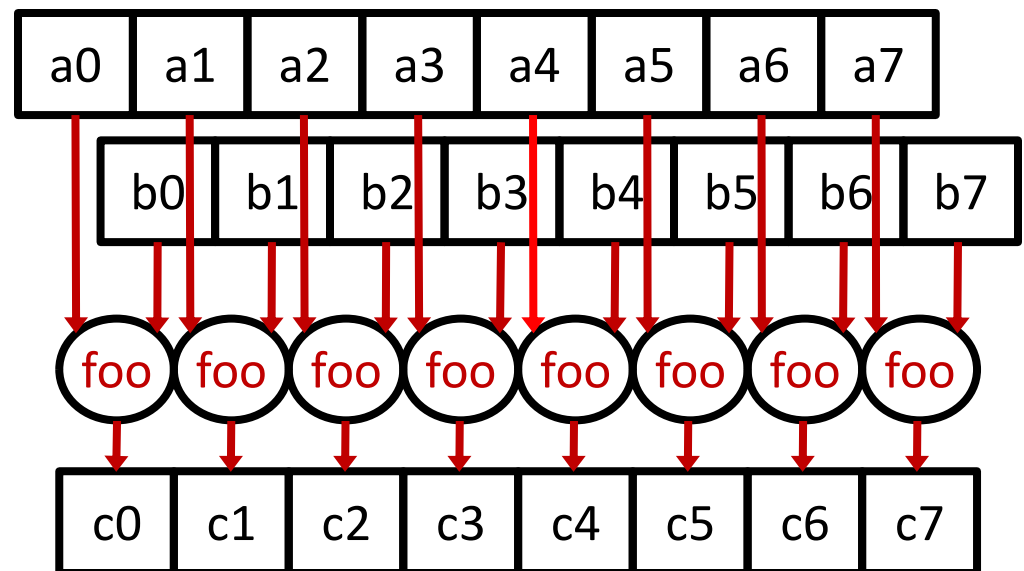 a0 a1 a2 a3 a4 a5 a6 a7
b0 b1 b2 b3 b4 b5 b6 b7
foo foo foo foo foo foo foo foo
c0 c1 c2 c3 c4 c5 c6 c7